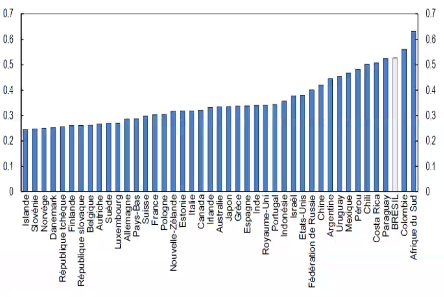 0.7 0.7
0.6 0.6
0.5 0.5
0.4 0.4
0.3 0.3
0.2 0.2
0.1 0.1
0 0
Islande
Slovénie
Norvège
Danemark
République tchèque
Finlande
République slovaque
Belgique
Autriche
Suède
Luxembourg
Allemagne
Pays-Bas
Suisse
France
Pologne
Nouvelle-Zélande
Estonie
Italie
Canada
Irlande
Australie
Japon
Grèce
Espagne
Inde
Royaume-Uni
Portugal
Indonésie
Israël
Etats-Unis
Fédération de Russie
Chine
Argentine
Uruguay
Mexique
Pérou
Chili
Costa Rica
Paraguay
BRÉSIL
Colombie
Afrique du Sud